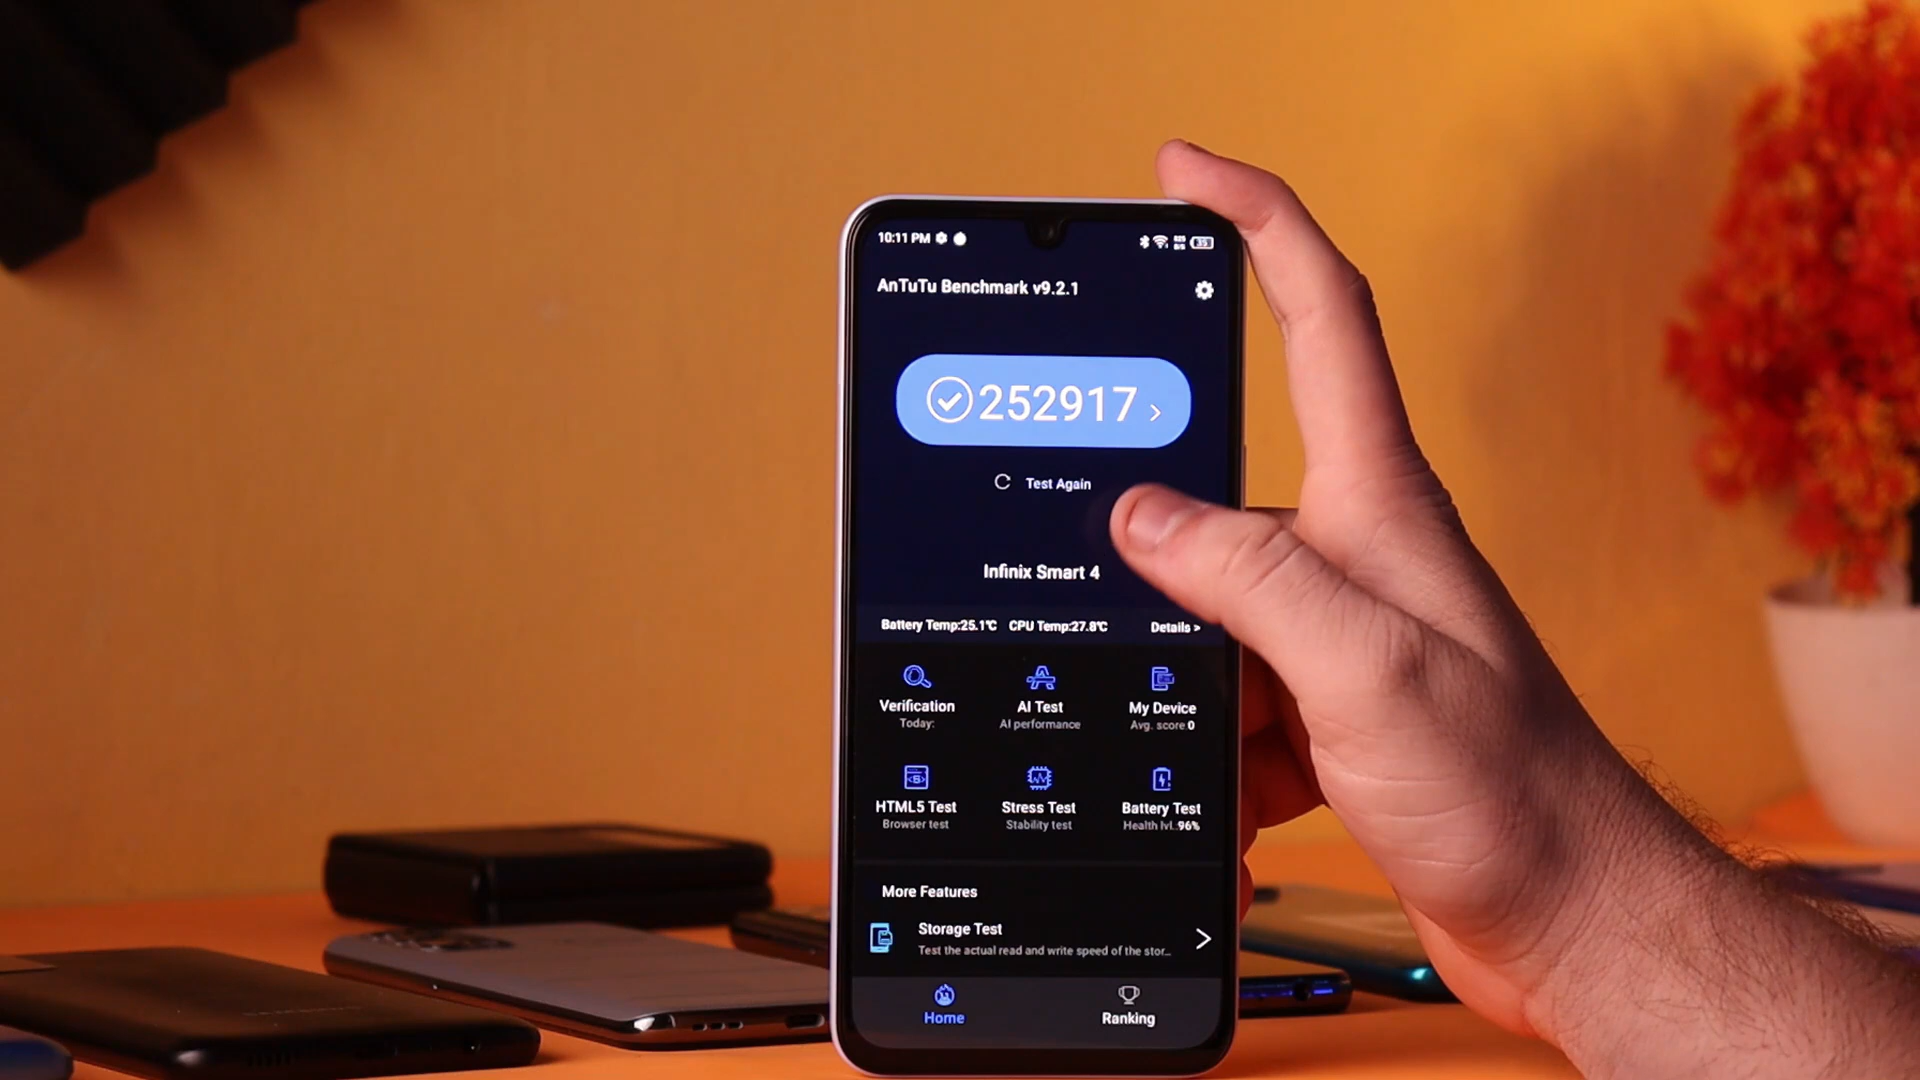 10:11 PM
35
AnTuTu Benchmark v9.2.1
252917
Test Again
Infinix Smart 4
Battery Temp:25.1℃ CPU Temp:27.8℃ Details >
Verification AI Test My Device
Today: AI performance Avg. score:0
HTML5 Test Stress Test Battery Test
Browser test Stability test Health lvl..96%
More Features
Storage Test
Test the actual read and write speed of the stor...
Home Ranking